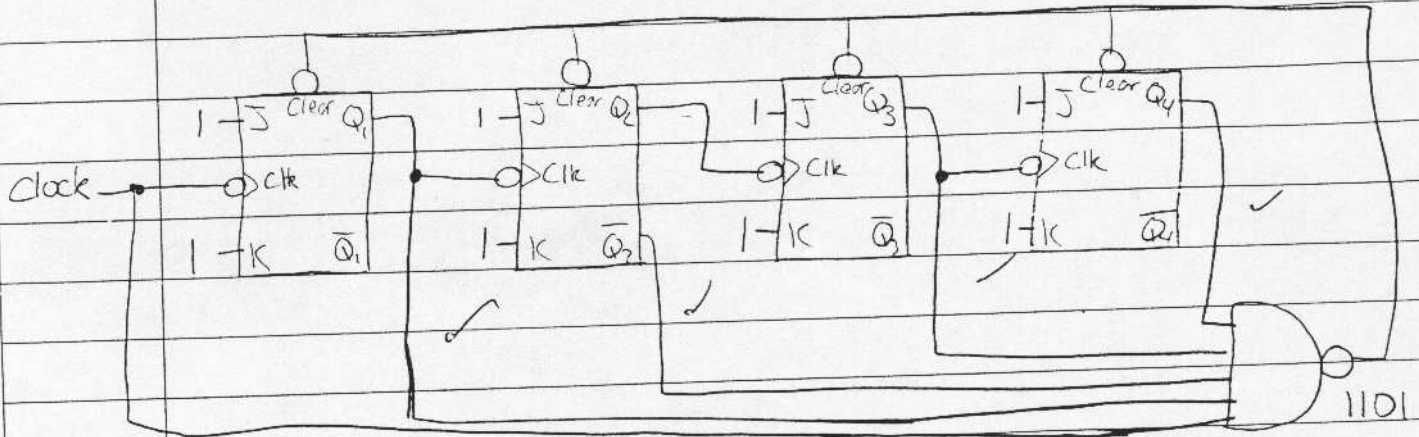 Clear Clear Clear Clear
1 J Q₁ 1 J Q₂ 1 J Q₃ 1 J Q₄
Clock Clk Clk Clk Clk
1 K Q̅₁ 1 K Q̅₂ 1 K Q̅₃ 1 K Q̅₄
1101